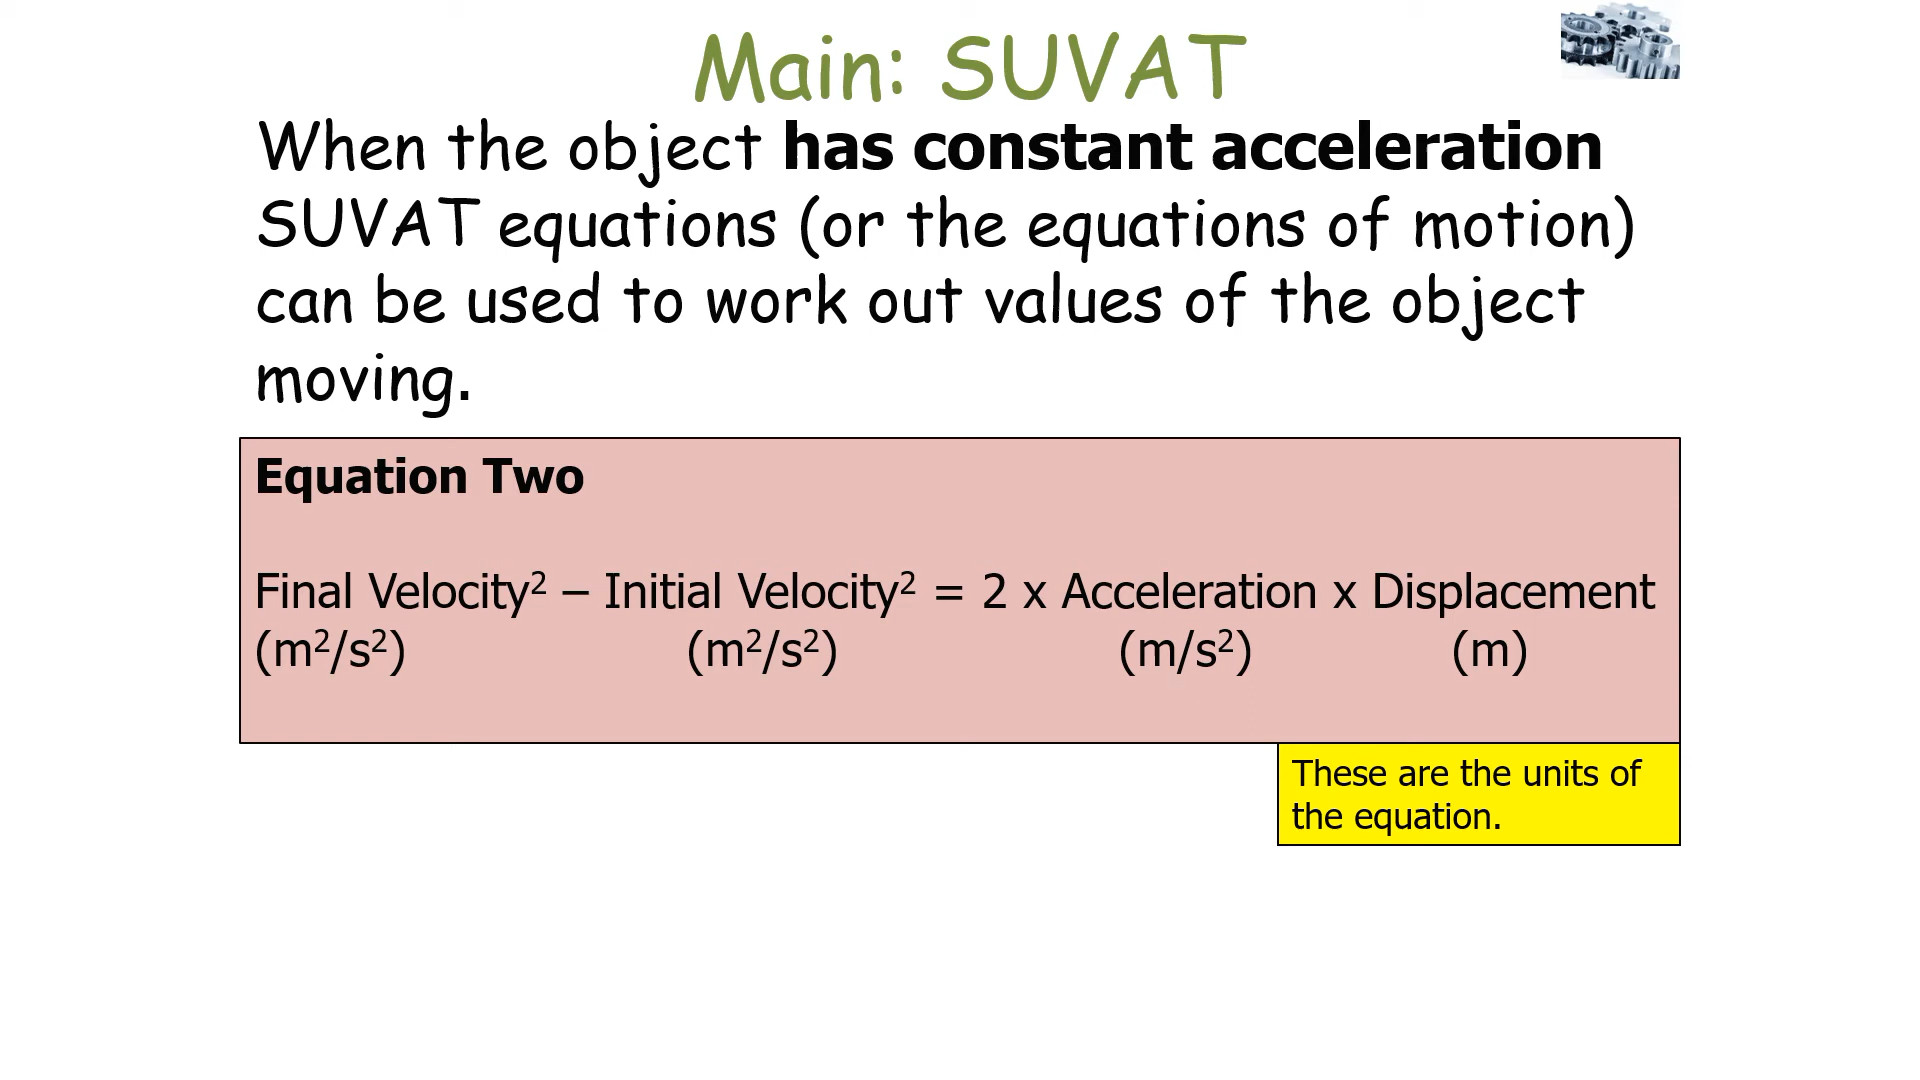 Main: SUVAT
When the object has constant acceleration
SUVAT equations (or the equations of motion)
can be used to work out values of the object
moving.
Equation Two
Final Velocity² – Initial Velocity² = 2 x Acceleration x Displacement
(m²/s²) (m²/s²) (m/s²) (m)
These are the units of
the equation.